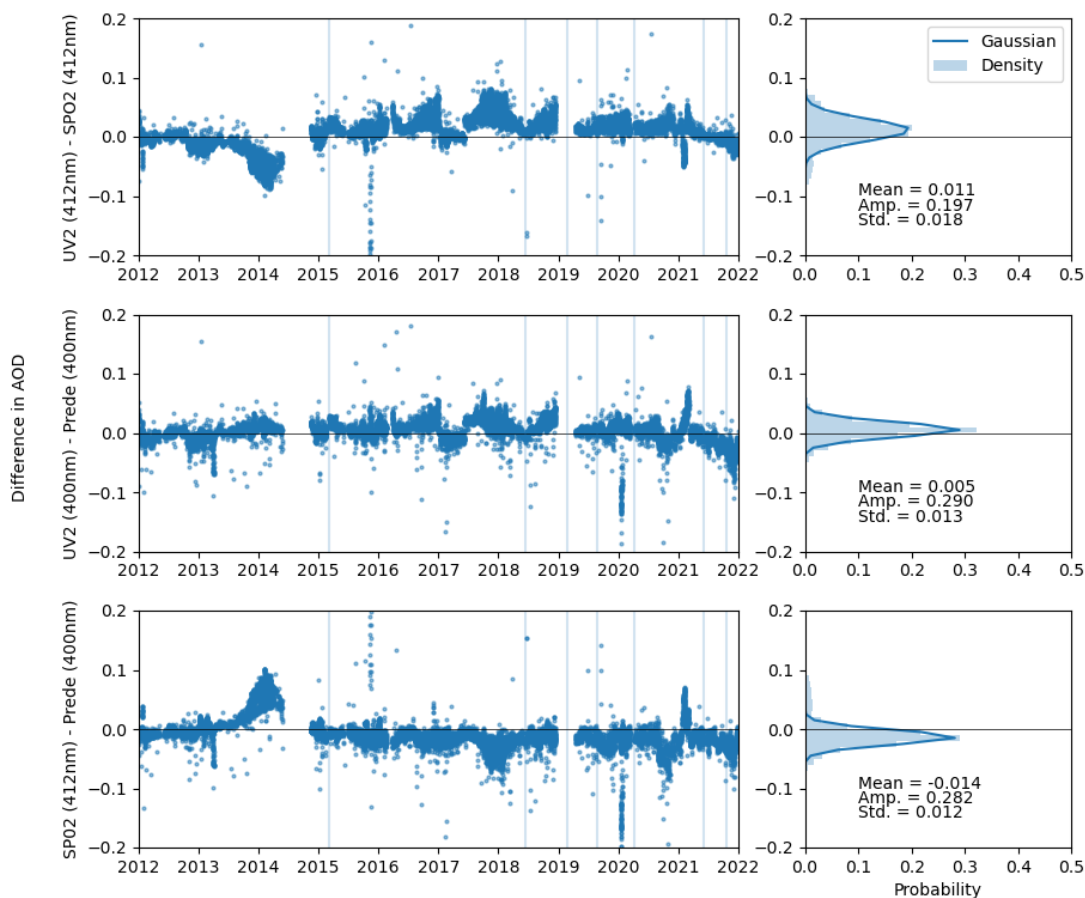 Difference in AOD
UV2 (412nm) - SPO2 (412nm)
0.2
0.1
0.0
−0.1
−0.2
2012 2013 2014 2015 2016 2017 2018 2019 2020 2021 2022
0.2
0.1
0.0
−0.1
−0.2
Gaussian
Density
Mean = 0.011
Amp. = 0.197
Std. = 0.018
0.0 0.1 0.2 0.3 0.4 0.5
UV2 (400nm) - Prede (400nm)
0.2
0.1
0.0
−0.1
−0.2
2012 2013 2014 2015 2016 2017 2018 2019 2020 2021 2022
0.2
0.1
0.0
−0.1
−0.2
Mean = 0.005
Amp. = 0.290
Std. = 0.013
0.0 0.1 0.2 0.3 0.4 0.5
SP02 (412nm) - Prede (400nm)
0.2
0.1
0.0
−0.1
−0.2
2012 2013 2014 2015 2016 2017 2018 2019 2020 2021 2022
0.2
0.1
0.0
−0.1
−0.2
Mean = -0.014
Amp. = 0.282
Std. = 0.012
0.0 0.1 0.2 0.3 0.4 0.5
Probability